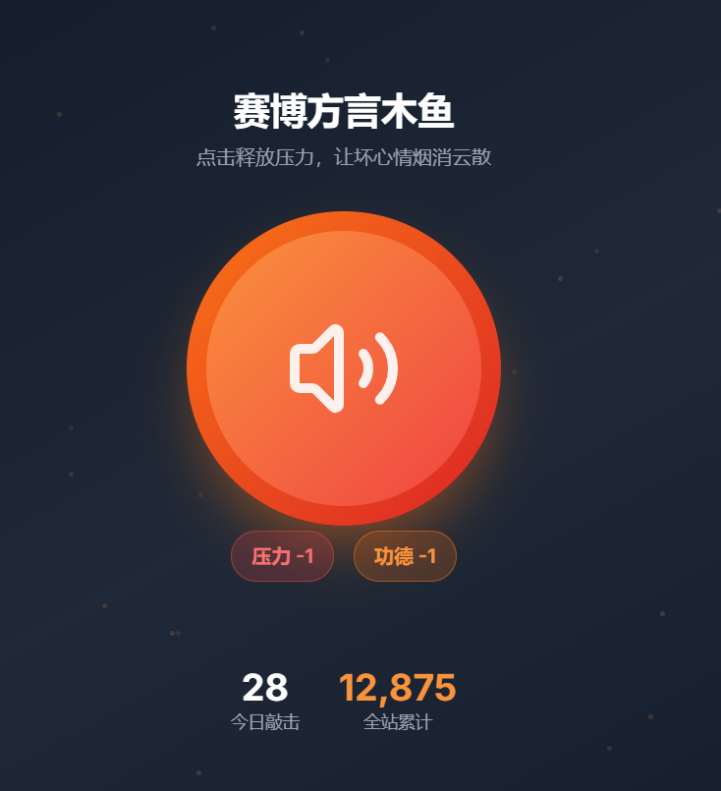 赛博方言木鱼
点击释放压力，让坏心情烟消云散
压力 -1
功德 -1
28
12,875
今日敲击
全站累计